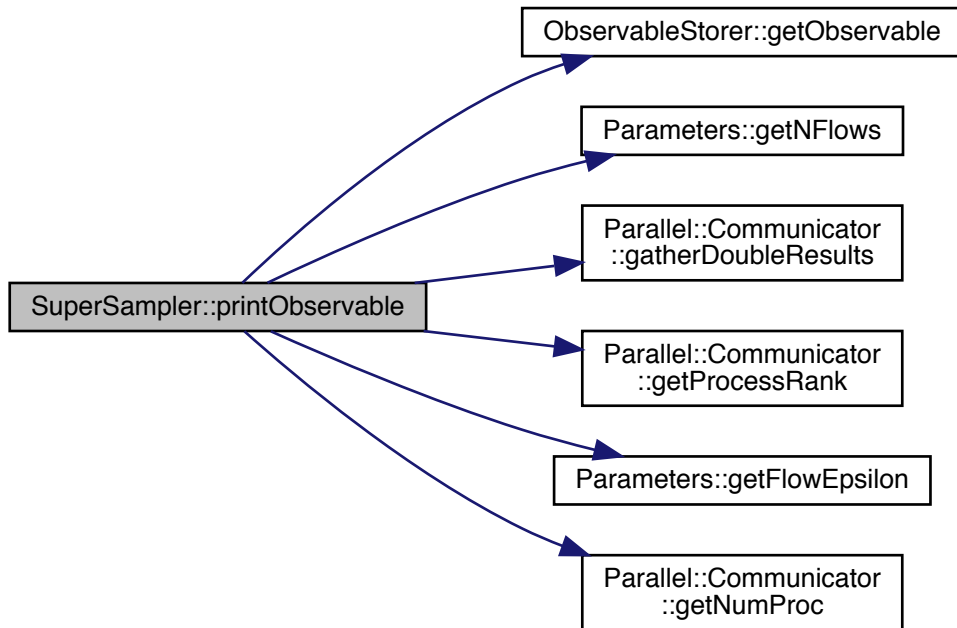 ObservableStorer::getObservable
Parameters::getNFlows
Parallel::Communicator
::gatherDoubleResults
SuperSampler::printObservable
Parallel::Communicator
::getProcessRank
Parameters::getFlowEpsilon
Parallel::Communicator
::getNumProc